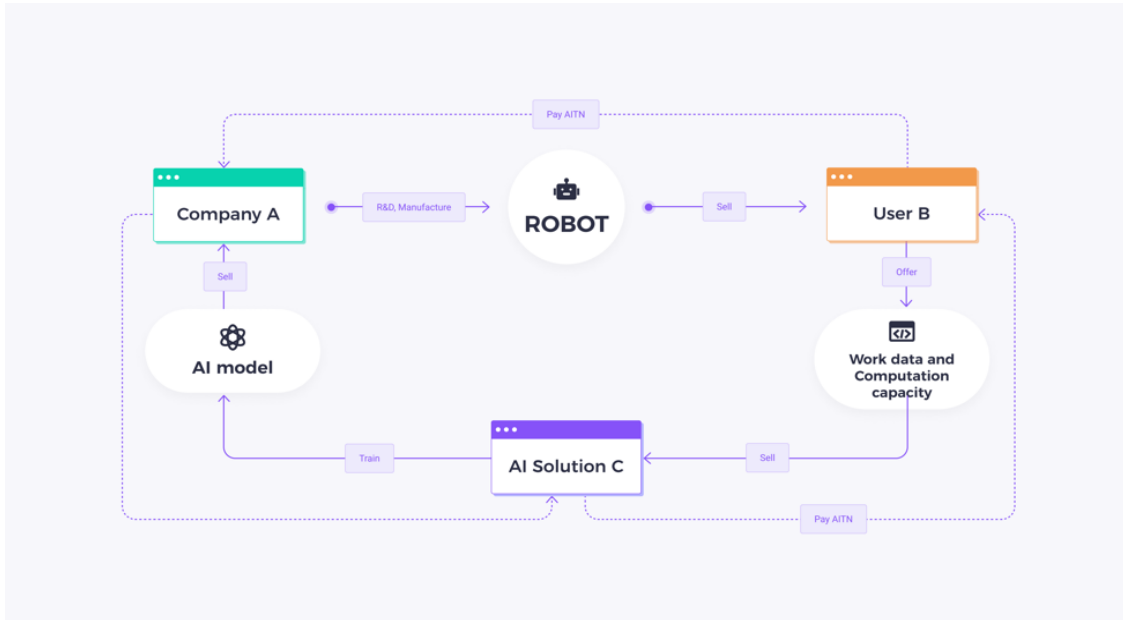 Pay AITN
Company A
R&D, Manufacture
ROBOT
Sell
User B
Sell
Offer
AI model
Work data and
Computation
capacity
Train
AI Solution C
Sell
Pay AITN